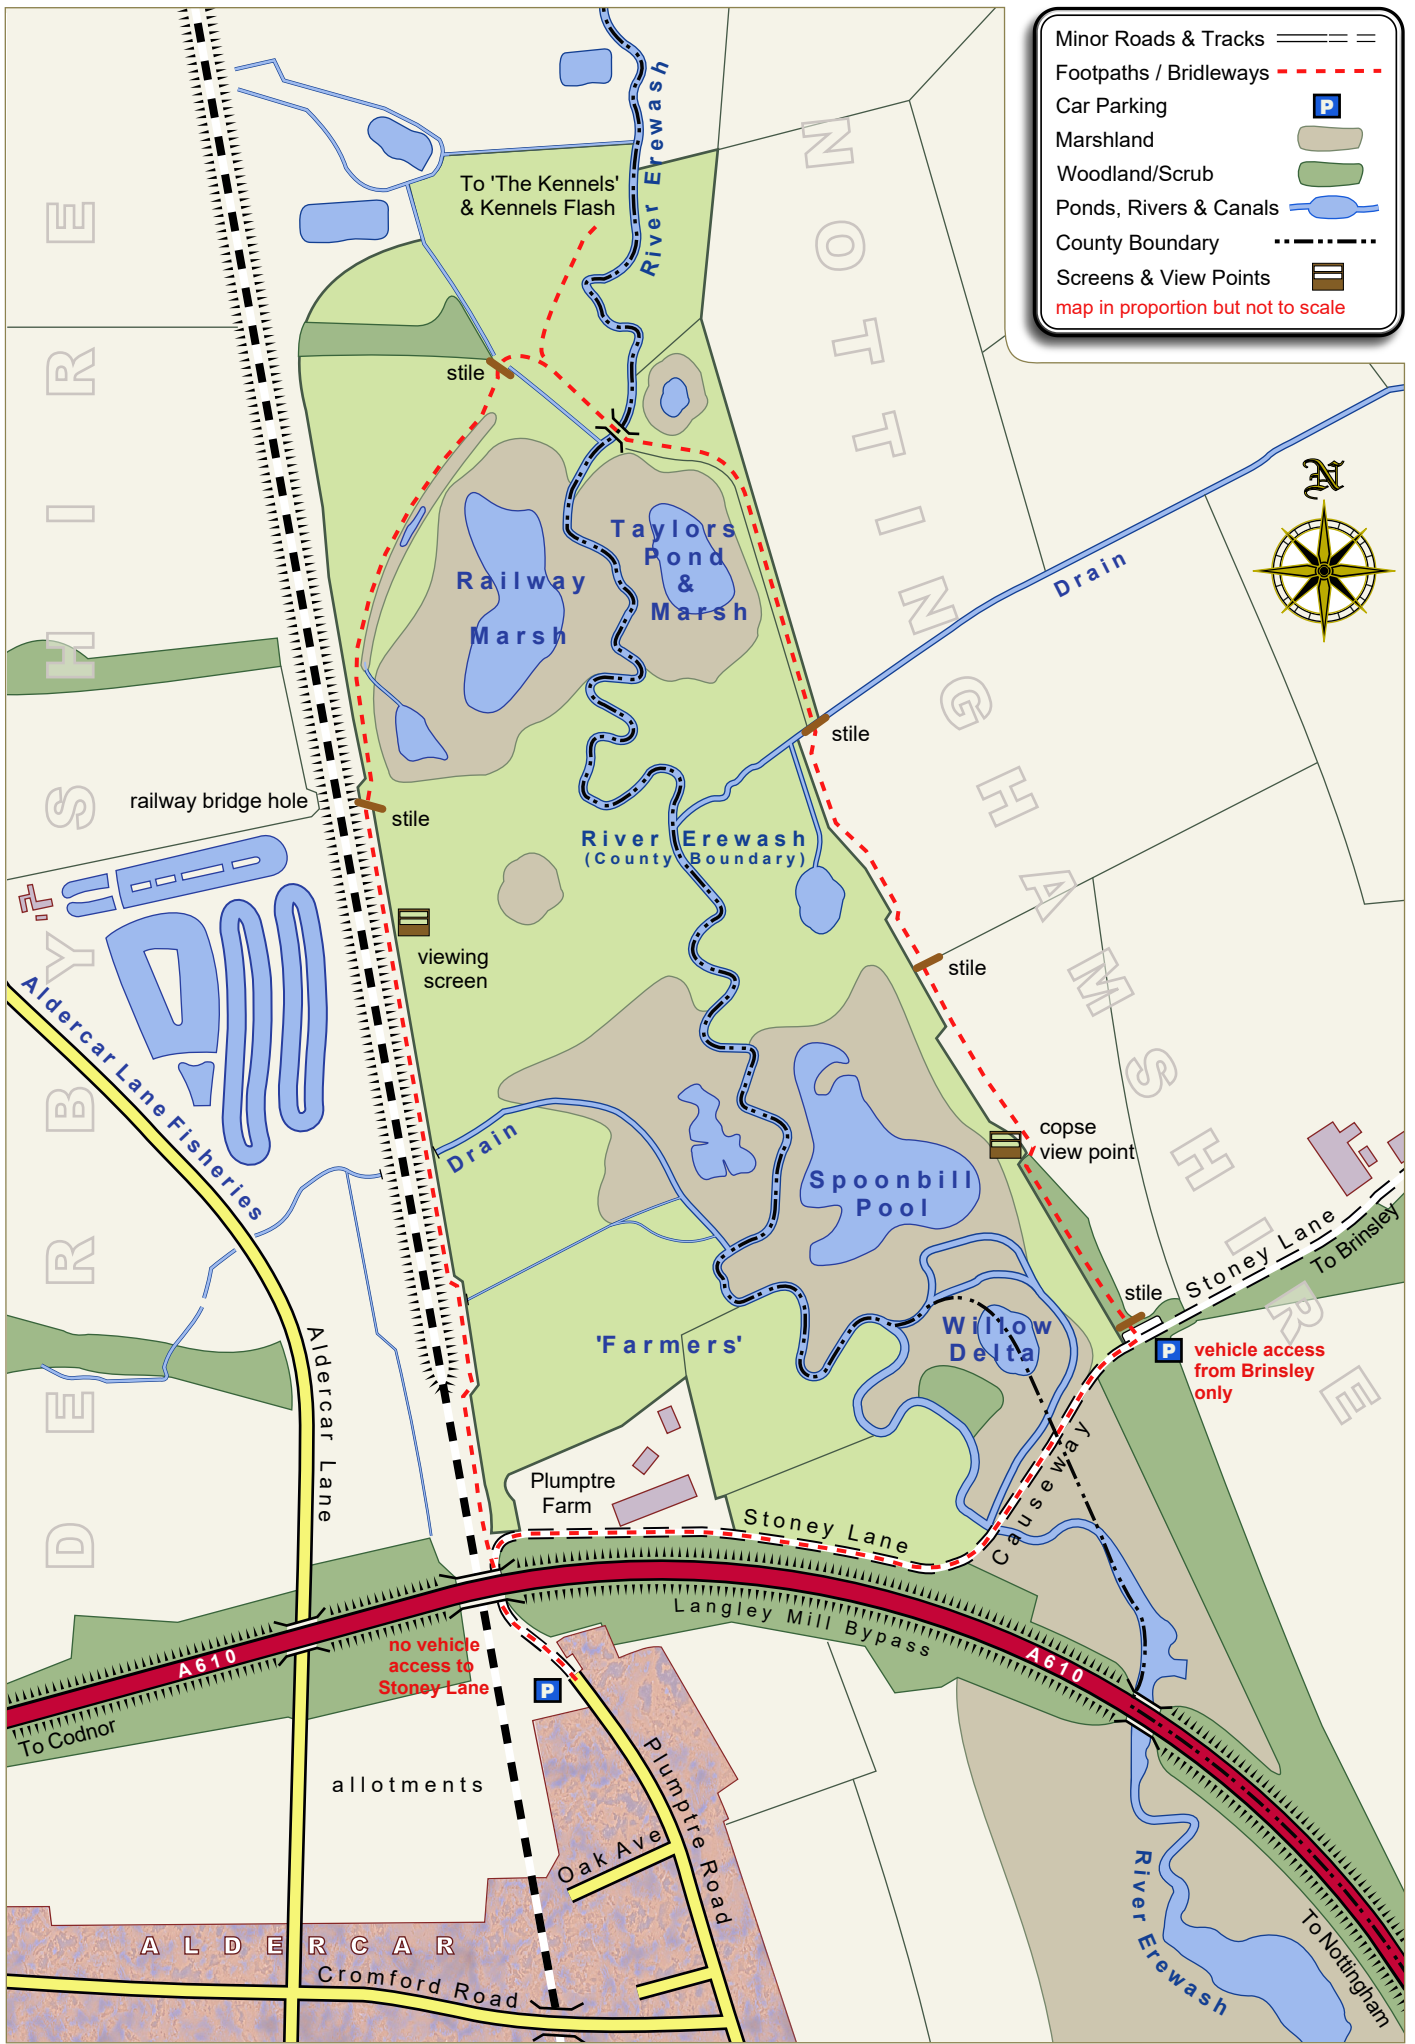 Minor Roads & Tracks
Footpaths / Bridleways
Car Parking
P
Marshland
Woodland/Scrub
Ponds, Rivers & Canals
County Boundary
Screens & View Points
map in proportion but not to scale
N
DERBYSHIRE
NOTTINGHAMSHIRE
River Erewash
To 'The Kennels'
& Kennels Flash
stile
Taylors
Pond
&
Marsh
Railway
Marsh
Drain
stile
railway bridge hole
stile
River Erewash
(County Boundary)
viewing
screen
stile
Aldercar Lane Fisheries
Drain
copse
view point
Spoonbill
Pool
Stoney Lane
To Brinsley
stile
Willow
Delta
'Farmers'
P
vehicle access
from Brinsley
only
Aldercar Lane
Causeway
Plumptre
Farm
Stoney Lane
Langley Mill Bypass
A610
A610
no vehicle
access to
Stoney Lane
P
To Codnor
allotments
Plumptre Road
Oak Ave
River Erewash
To Nottingham
ALDERCAR
Cromford Road